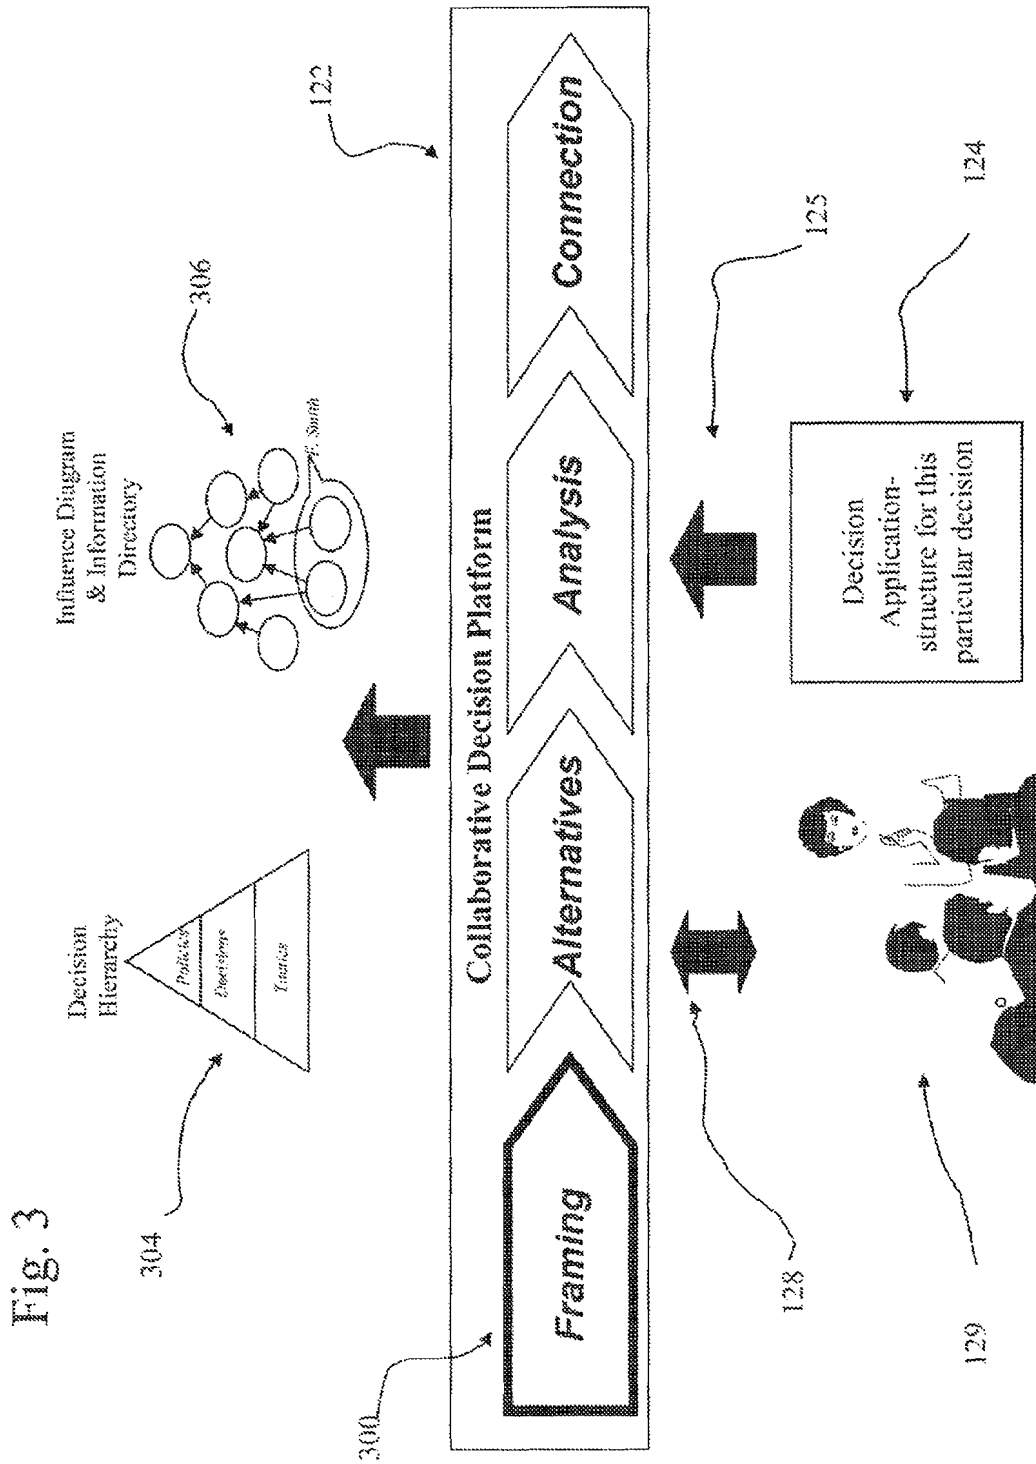 Fig. 3
Decision
Hierarchy
Policies
Decisions
Tactics
304
Influence Diagram
& Information
Directory
F. Smith
306
122
300
Collaborative Decision Platform
Framing
Alternatives
Analysis
Connection
128
129
125
124
Decision
Application-
structure for this
particular decision